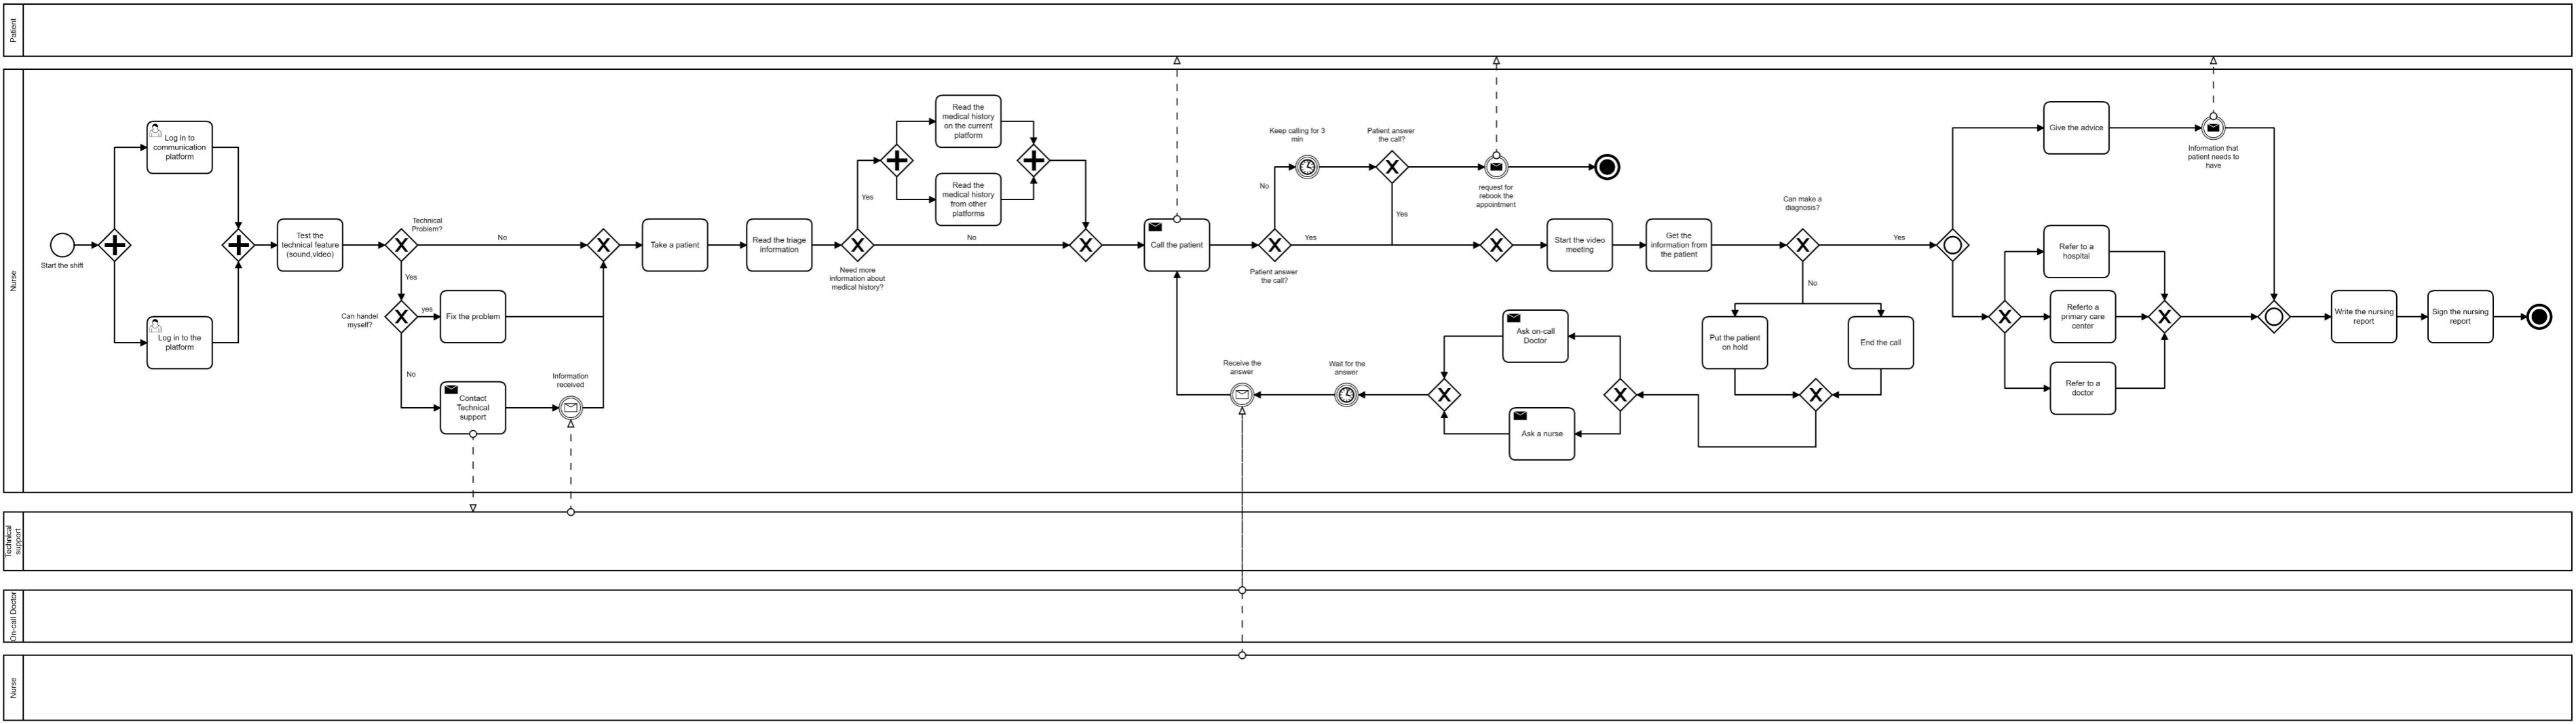 Patient
Nurse
Start the shift
Log in to
communication
platform
Log in to the
platform
Test the
technical feature
(sound,video)
Technical
Problem?
No
Yes
Can handel
myself?
yes
Fix the problem
No
Contact
Technical
support
Information
received
Take a patient
Read the triage
information
Need more
information about
medical history?
Yes
No
Read the
medical history
on the current
platform
Read the
medical history
from other
platforms
Call the patient
Patient answer
the call?
No
Yes
Keep calling for 3
min
Patient answer
the call?
Yes
request for
rebook the
appointment
Start the video
meeting
Get the
information from
the patient
Can make a
diagnosis?
Yes
No
Put the patient
on hold
End the call
Ask on-call
Doctor
Ask a nurse
Wait for the
answer
Receive the
answer
Give the advice
Information that
patient needs to
have
Refer to a
hospital
Referto a
primary care
center
Refer to a
doctor
Write the nursing
report
Sign the nursing
report
Technical
support
On-call Doctor
Nurse